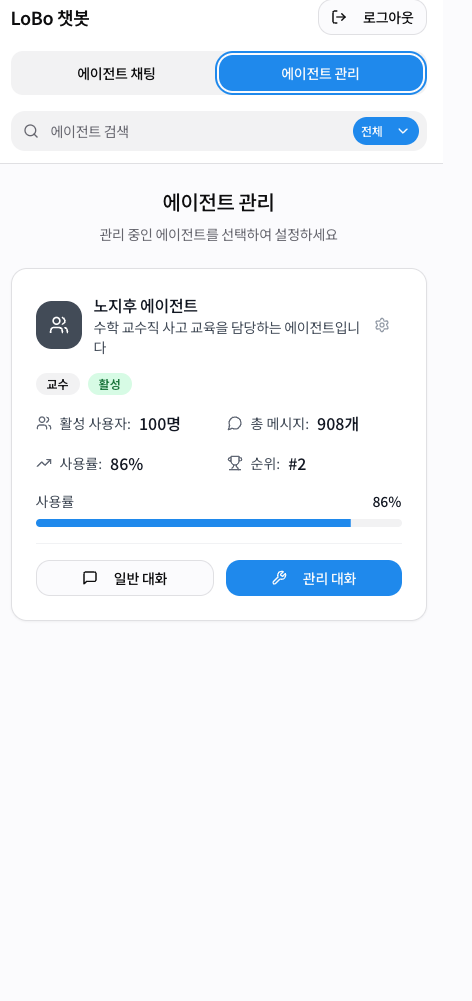 LoBo 챗봇
로그아웃
에이전트 채팅
에이전트 관리
에이전트 검색
전체
에이전트 관리
관리 중인 에이전트를 선택하여 설정하세요
노지후 에이전트
수학 교수직 사고 교육을 담당하는 에이전트입니
다
교수
활성
활성 사용자: 100명
총 메시지: 908개
사용률: 86%
순위: #2
사용률
86%
일반 대화
관리 대화